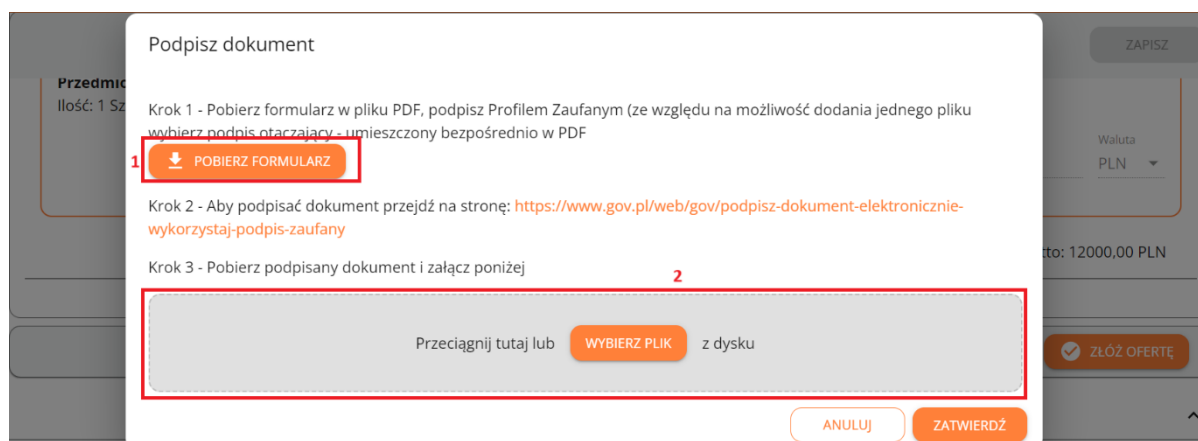 Podpisz dokument
ZAPISZ
Przedmio
Ilość: 1 Sz
Krok 1 - Pobierz formularz w pliku PDF, podpisz Profilem Zaufanym (ze względu na możliwość dodania jednego pliku
wybierz podpis otaczający - umieszczony bezpośrednio w PDF
Waluta
1
POBIERZ FORMULARZ
PLN
Krok 2 - Aby podpisać dokument przejdź na stronę: https://www.gov.pl/web/gov/podpisz-dokument-elektronicznie-
wykorzystaj-podpis-zaufany
tto: 12000,00 PLN
Krok 3 - Pobierz podpisany dokument i załącz poniżej
2
Przeciągnij tutaj lub WYBIERZ PLIK z dysku
ZŁÓŻ OFERTĘ
ANULUJ
ZATWIERDŹ